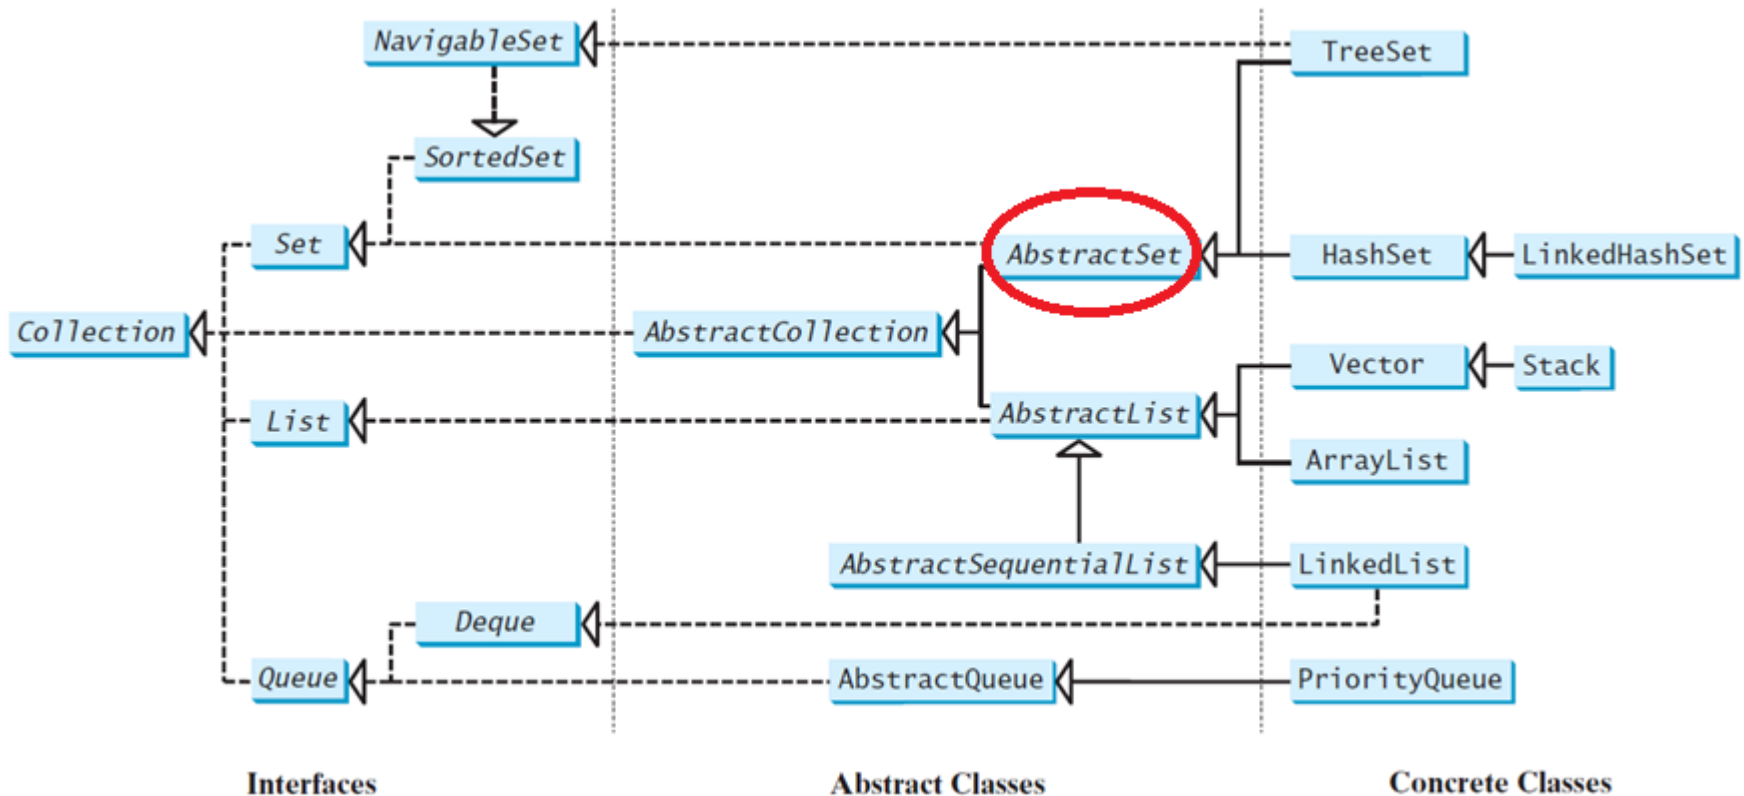 NavigableSet
TreeSet
SortedSet
Set
AbstractSet
HashSet
LinkedHashSet
Collection
AbstractCollection
Vector
Stack
List
AbstractList
ArrayList
AbstractSequentialList
LinkedList
Deque
Queue
AbstractQueue
PriorityQueue
Interfaces
Abstract Classes
Concrete Classes